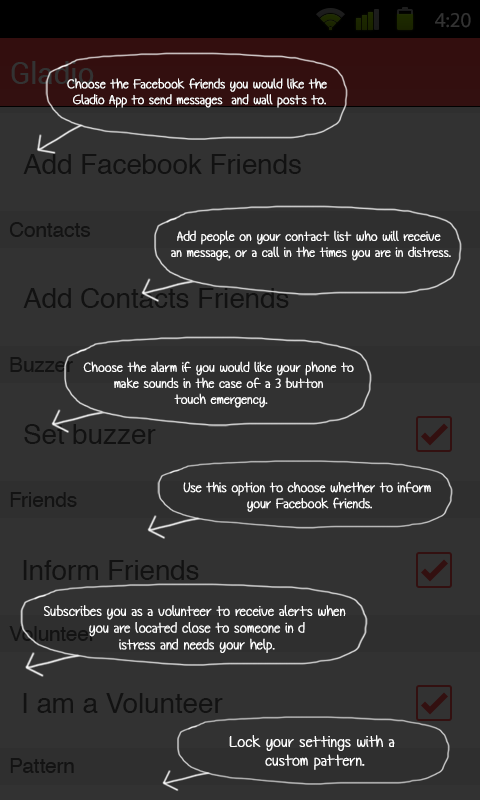 4:20
Gladio
Choose the Facebook friends you would like the
Gladio App to send messages and wall posts to.
Add Facebook Friends
Contacts
Add people on your contact list who will receive
an message, or a call in the times you are in distress.
Add Contacts Friends
Buzzer
Choose the alarm if you would like your phone to
make sounds in the case of a 3 button
touch emergency.
Set buzzer
Friends
Use this option to choose whether to inform
your Facebook friends.
Inform Friends
Volunteer
Subscribes you as a volunteer to receive alerts when
you are located close to someone in d
istress and needs your help.
I am a Volunteer
Lock your settings with a
custom pattern.
Pattern